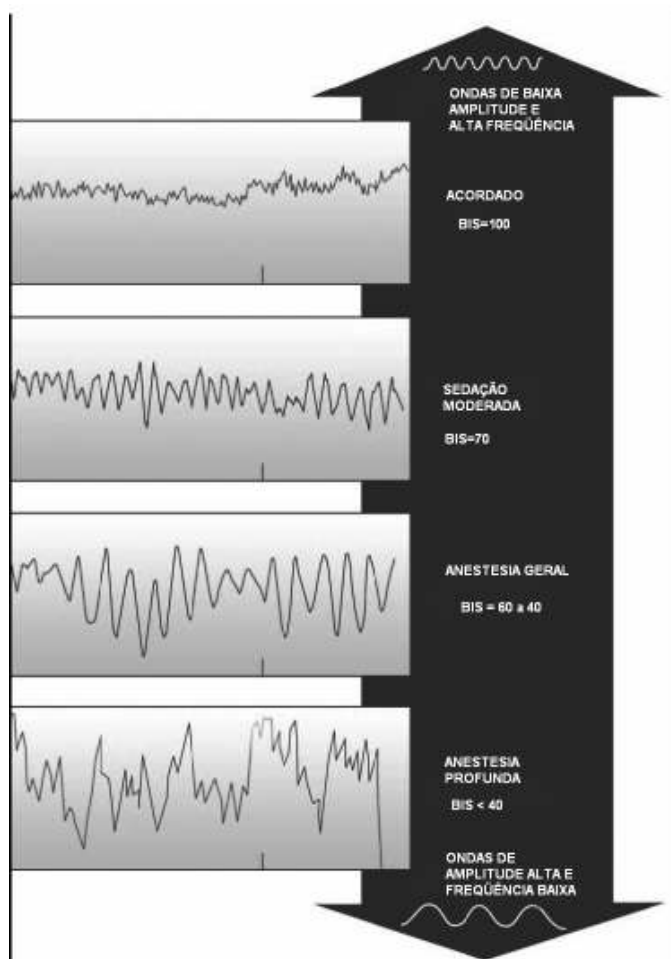 ONDAS DE BAIXA
AMPLITUDE E
ALTA FREQÜÊNCIA
ACORDADO
BIS=100
SEDAÇÃO
MODERADA
BIS=70
ANESTESIA GERAL
BIS = 60 a 40
ANESTESIA
PROFUNDA
BIS < 40
ONDAS DE
AMPLITUDE ALTA E
FREQÜÊNCIA BAIXA